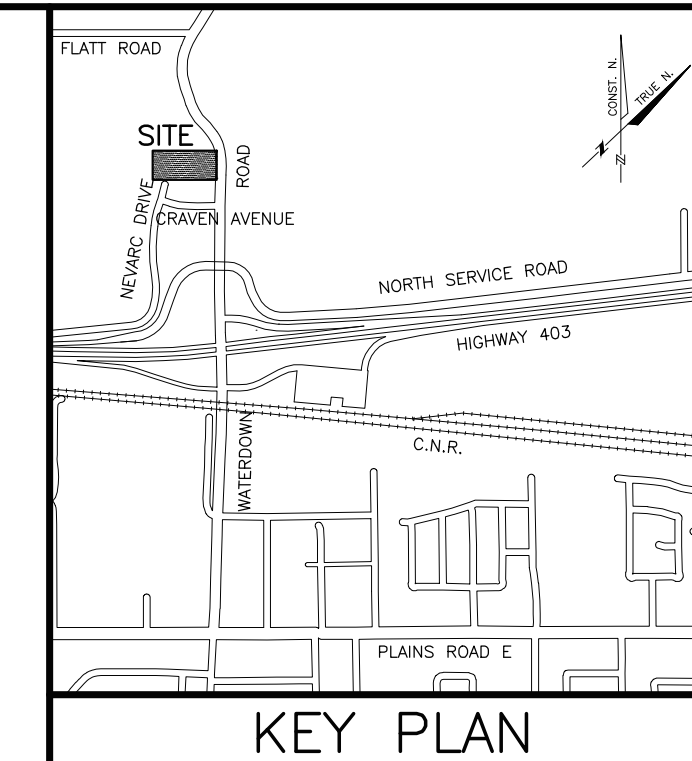 FLATT ROAD
CONST. N.
TRUE N.
SITE
ROAD
NEVARC DRIVE
CRAVEN AVENUE
NORTH SERVICE ROAD
HIGHWAY 403
WATERDOWN
C.N.R.
PLAINS ROAD E
KEY PLAN